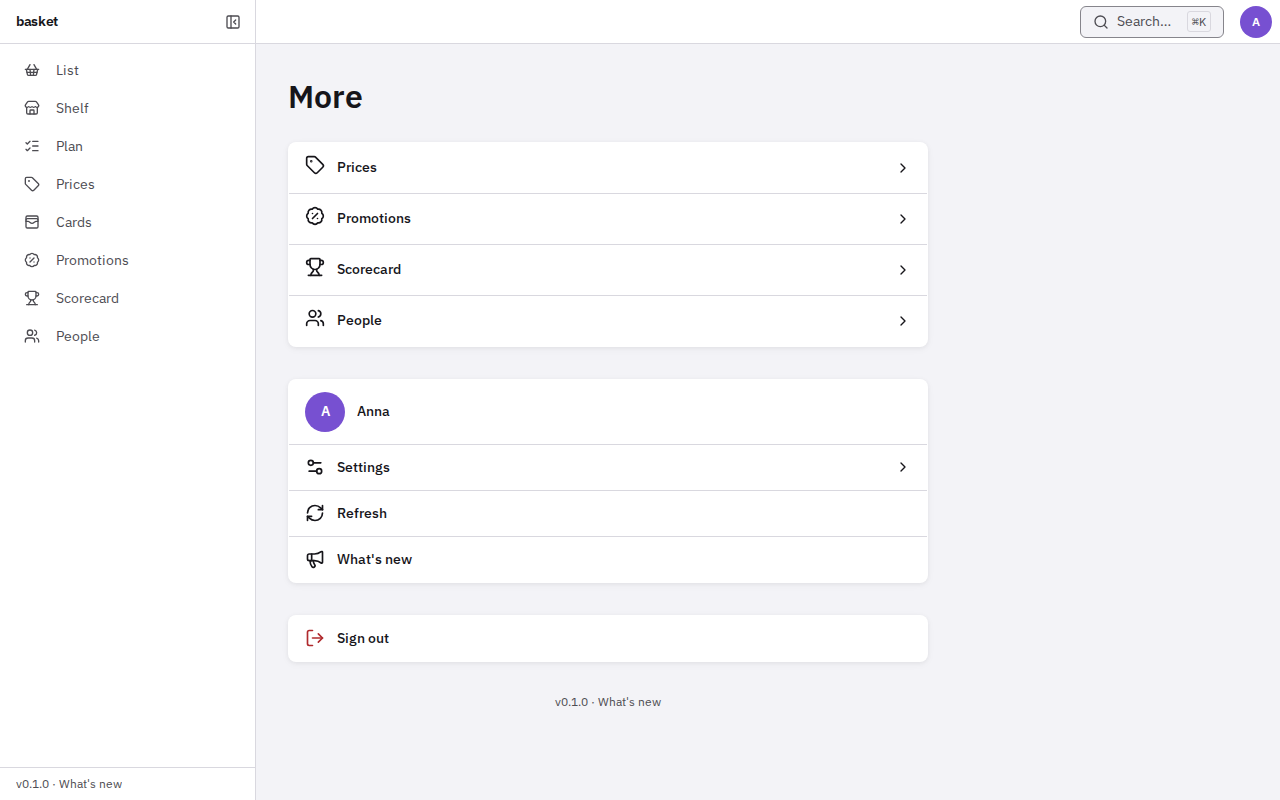 basket
Search...
⌘K
A
List
Shelf
Plan
Prices
Cards
Promotions
Scorecard
People
More
Prices
Promotions
Scorecard
People
A
Anna
Settings
Refresh
What's new
Sign out
v0.1.0 · What's new
v0.1.0 · What's new